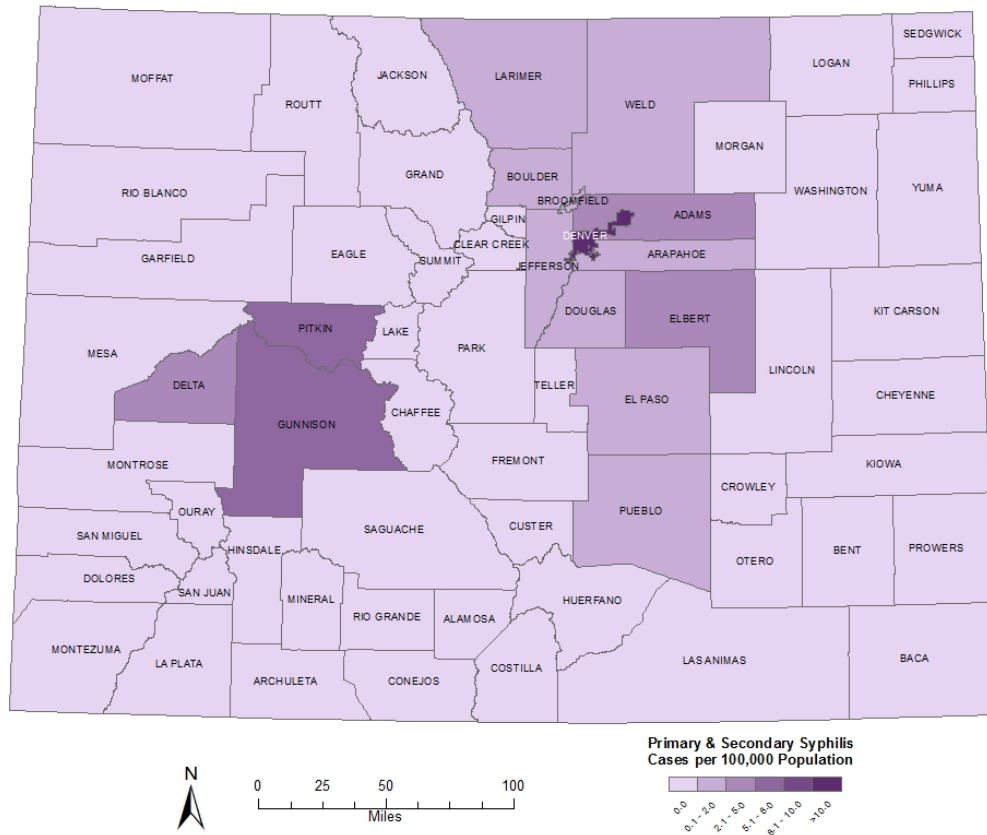 SEDGWICK
LOGAN
MOFFAT
JACKSON
LARIMER
PHILLIPS
ROUTT
WELD
MORGAN
GRAND
BOULDER
YUMA
RIO BLANCO
WASHINGTON
BROOMFIELD
GILPIN
ADAMS
DENVER
CLEAR CREEK
EAGLE
ARAPAHOE
GARFIELD
SUMMIT
JEFFERSON
DOUGLAS
KIT CARSON
ELBERT
PITKIN
LAKE
PARK
MESA
LINCOLN
DELTA
TELLER
CHEYENNE
EL PASO
CHAFFEE
GUNNISON
FREMONT
MONTROSE
KIOWA
CROWLEY
OURAY
PUEBLO
CUSTER
SAGUACHE
SAN MIGUEL
PROWERS
HINSDALE
BENT
OTERO
DOLORES
SAN JUAN
MINERAL
HUERFANO
RIO GRANDE
ALAMOSA
MONTEZUMA
LA PLATA
COSTILLA
LAS ANIMAS
BACA
ARCHULETA
CONEJOS
Primary & Secondary Syphilis
Cases per 100,000 Population
N
0 25 50 100
Miles
0-0 0.1 - 2.0 2.1 - 5.0 5.1 - 6.0 6.1 - 10.0 >10.0